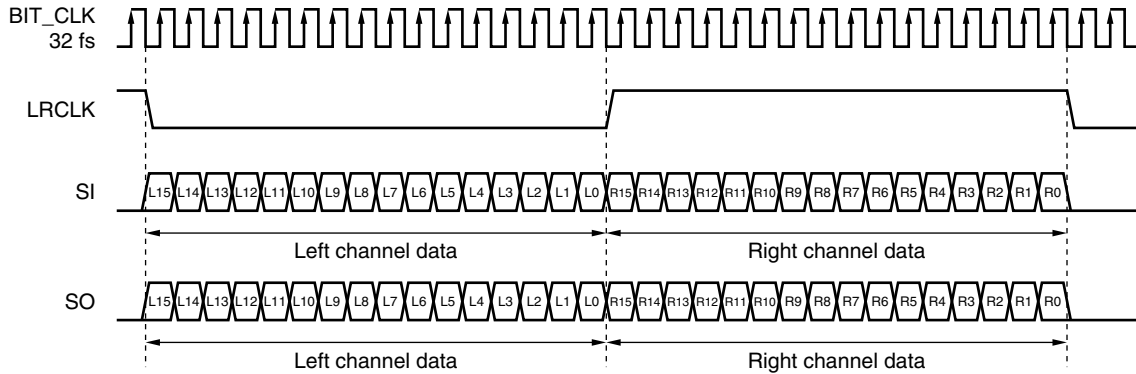 BIT_CLK
32 fs
LRCLK
SI
L15 L14 L13 L12 L11 L10 L9 L8 L7 L6 L5 L4 L3 L2 L1 L0 R15 R14 R13 R12 R11 R10 R9 R8 R7 R6 R5 R4 R3 R2 R1 R0
Left channel data Right channel data
SO
L15 L14 L13 L12 L11 L10 L9 L8 L7 L6 L5 L4 L3 L2 L1 L0 R15 R14 R13 R12 R11 R10 R9 R8 R7 R6 R5 R4 R3 R2 R1 R0
Left channel data Right channel data